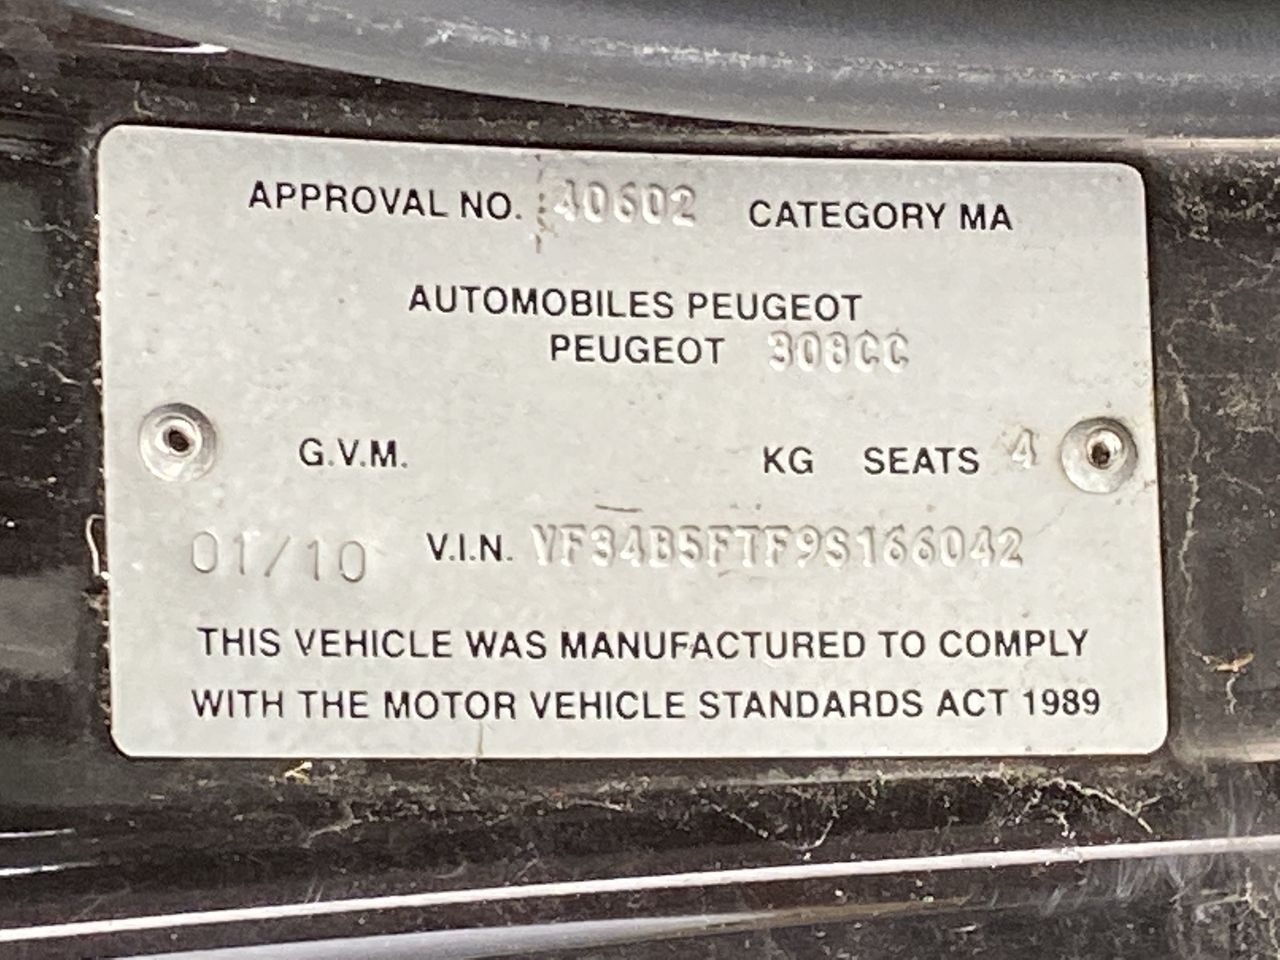 APPROVAL NO. 40602 CATEGORY MA
AUTOMOBILES PEUGEOT
PEUGEOT 308CC
G.V.M. KG SEATS 4
01/10 V.I.N. VF34B5FTF9S166042
THIS VEHICLE WAS MANUFACTURED TO COMPLY
WITH THE MOTOR VEHICLE STANDARDS ACT 1989